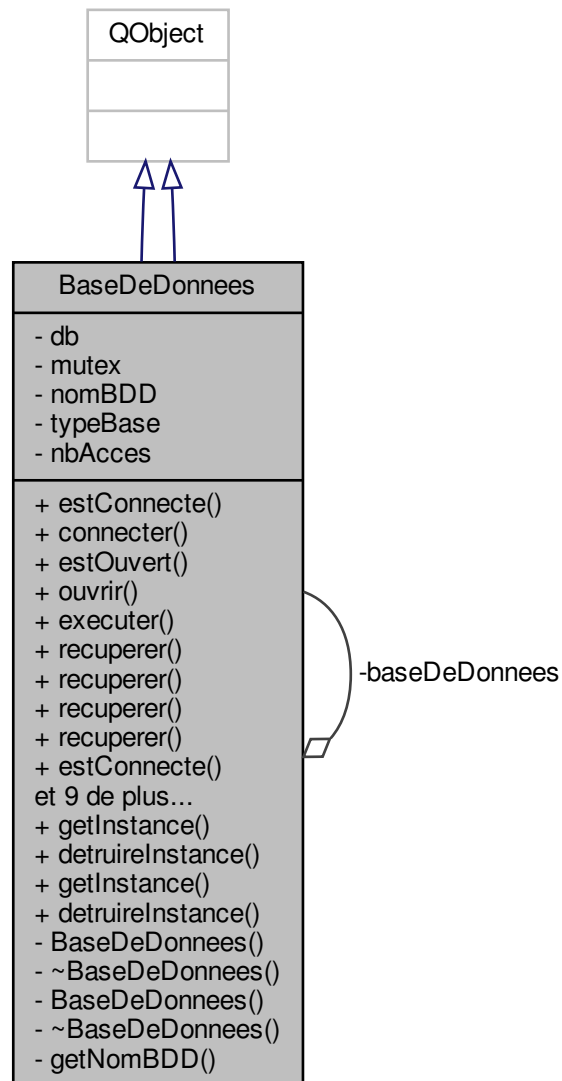 QObject
BaseDeDonnees
- db
- mutex
- nomBDD
- typeBase
- nbAcces
+ estConnecte()
+ connecter()
+ estOuvert()
+ ouvrir()
+ executer()
+ recuperer()
+ recuperer()
+ recuperer()
+ recuperer()
+ estConnecte()
et 9 de plus...
+ getInstance()
+ detruireInstance()
+ getInstance()
+ detruireInstance()
- BaseDeDonnees()
- ~BaseDeDonnees()
- BaseDeDonnees()
- ~BaseDeDonnees()
- getNomBDD()
-baseDeDonnees